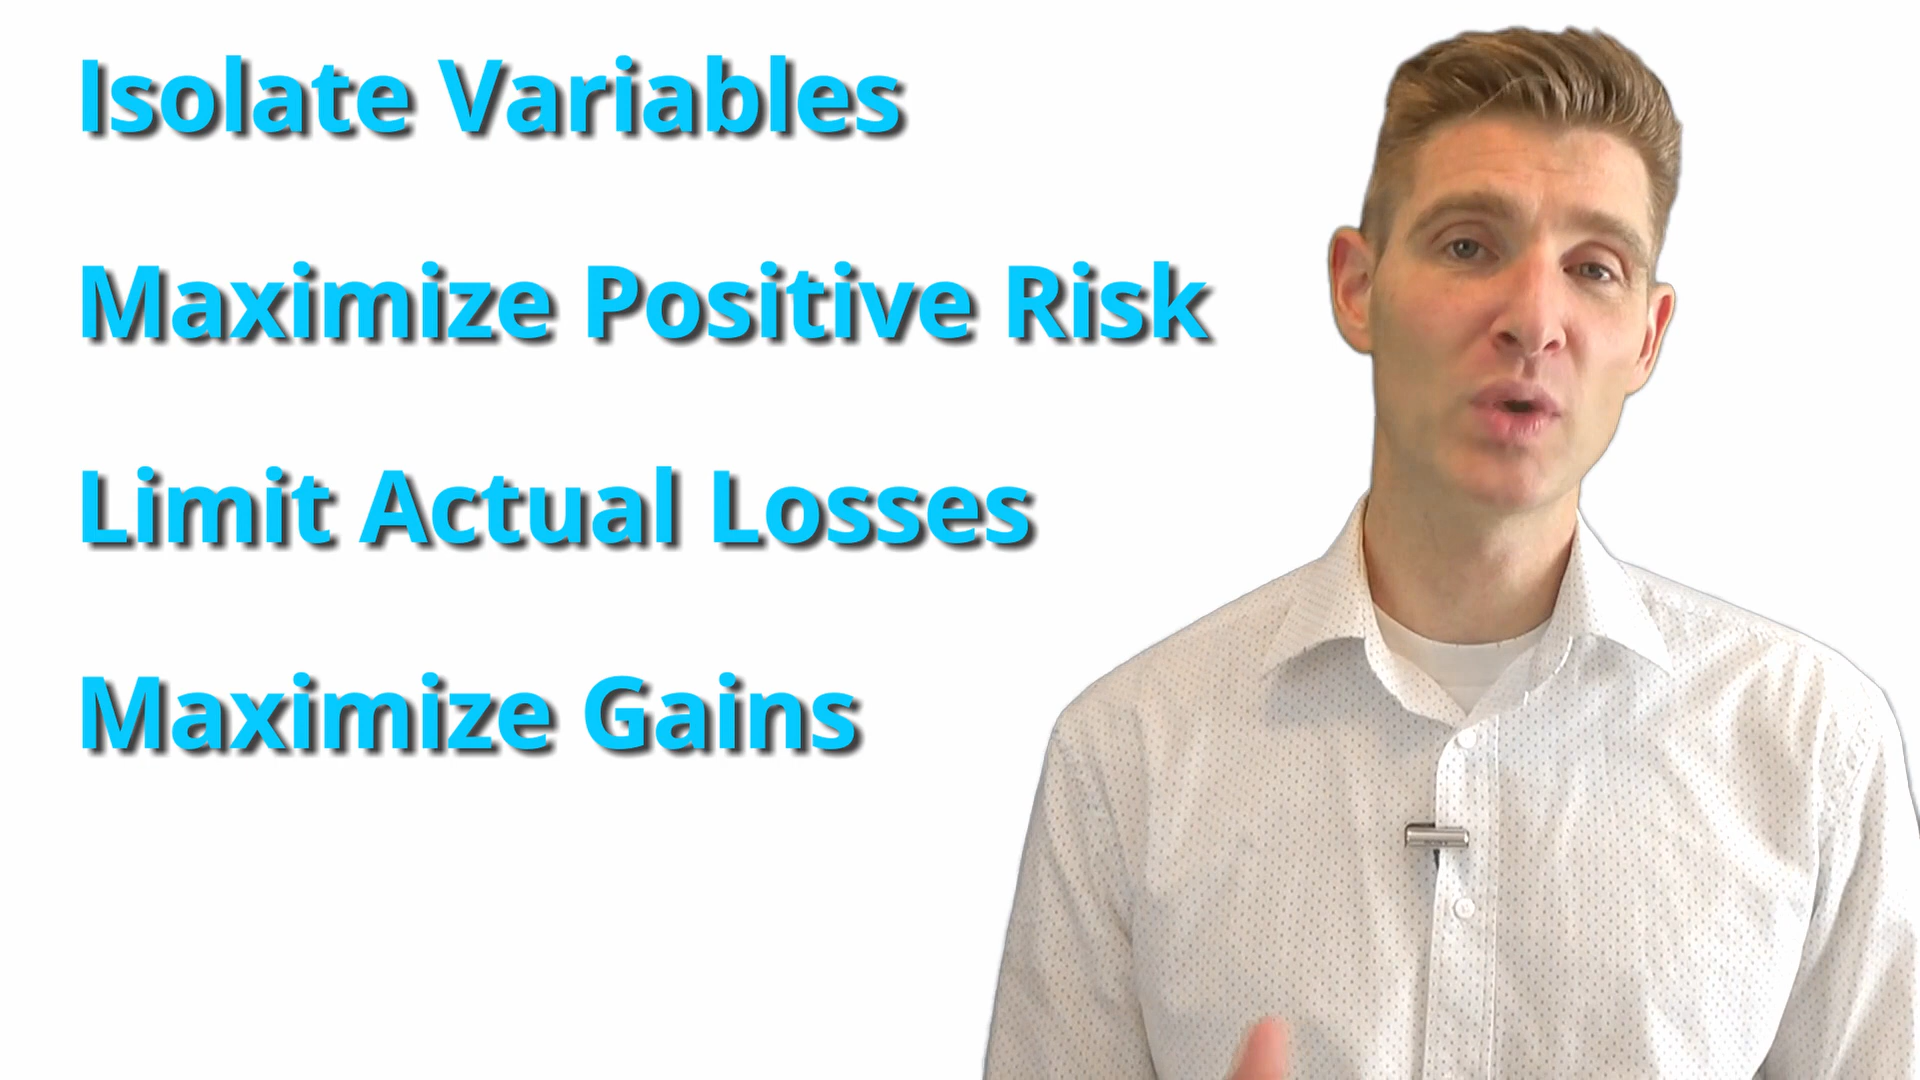 Isolate Variables
Maximize Positive Risk
Limit Actual Losses
Maximize Gains